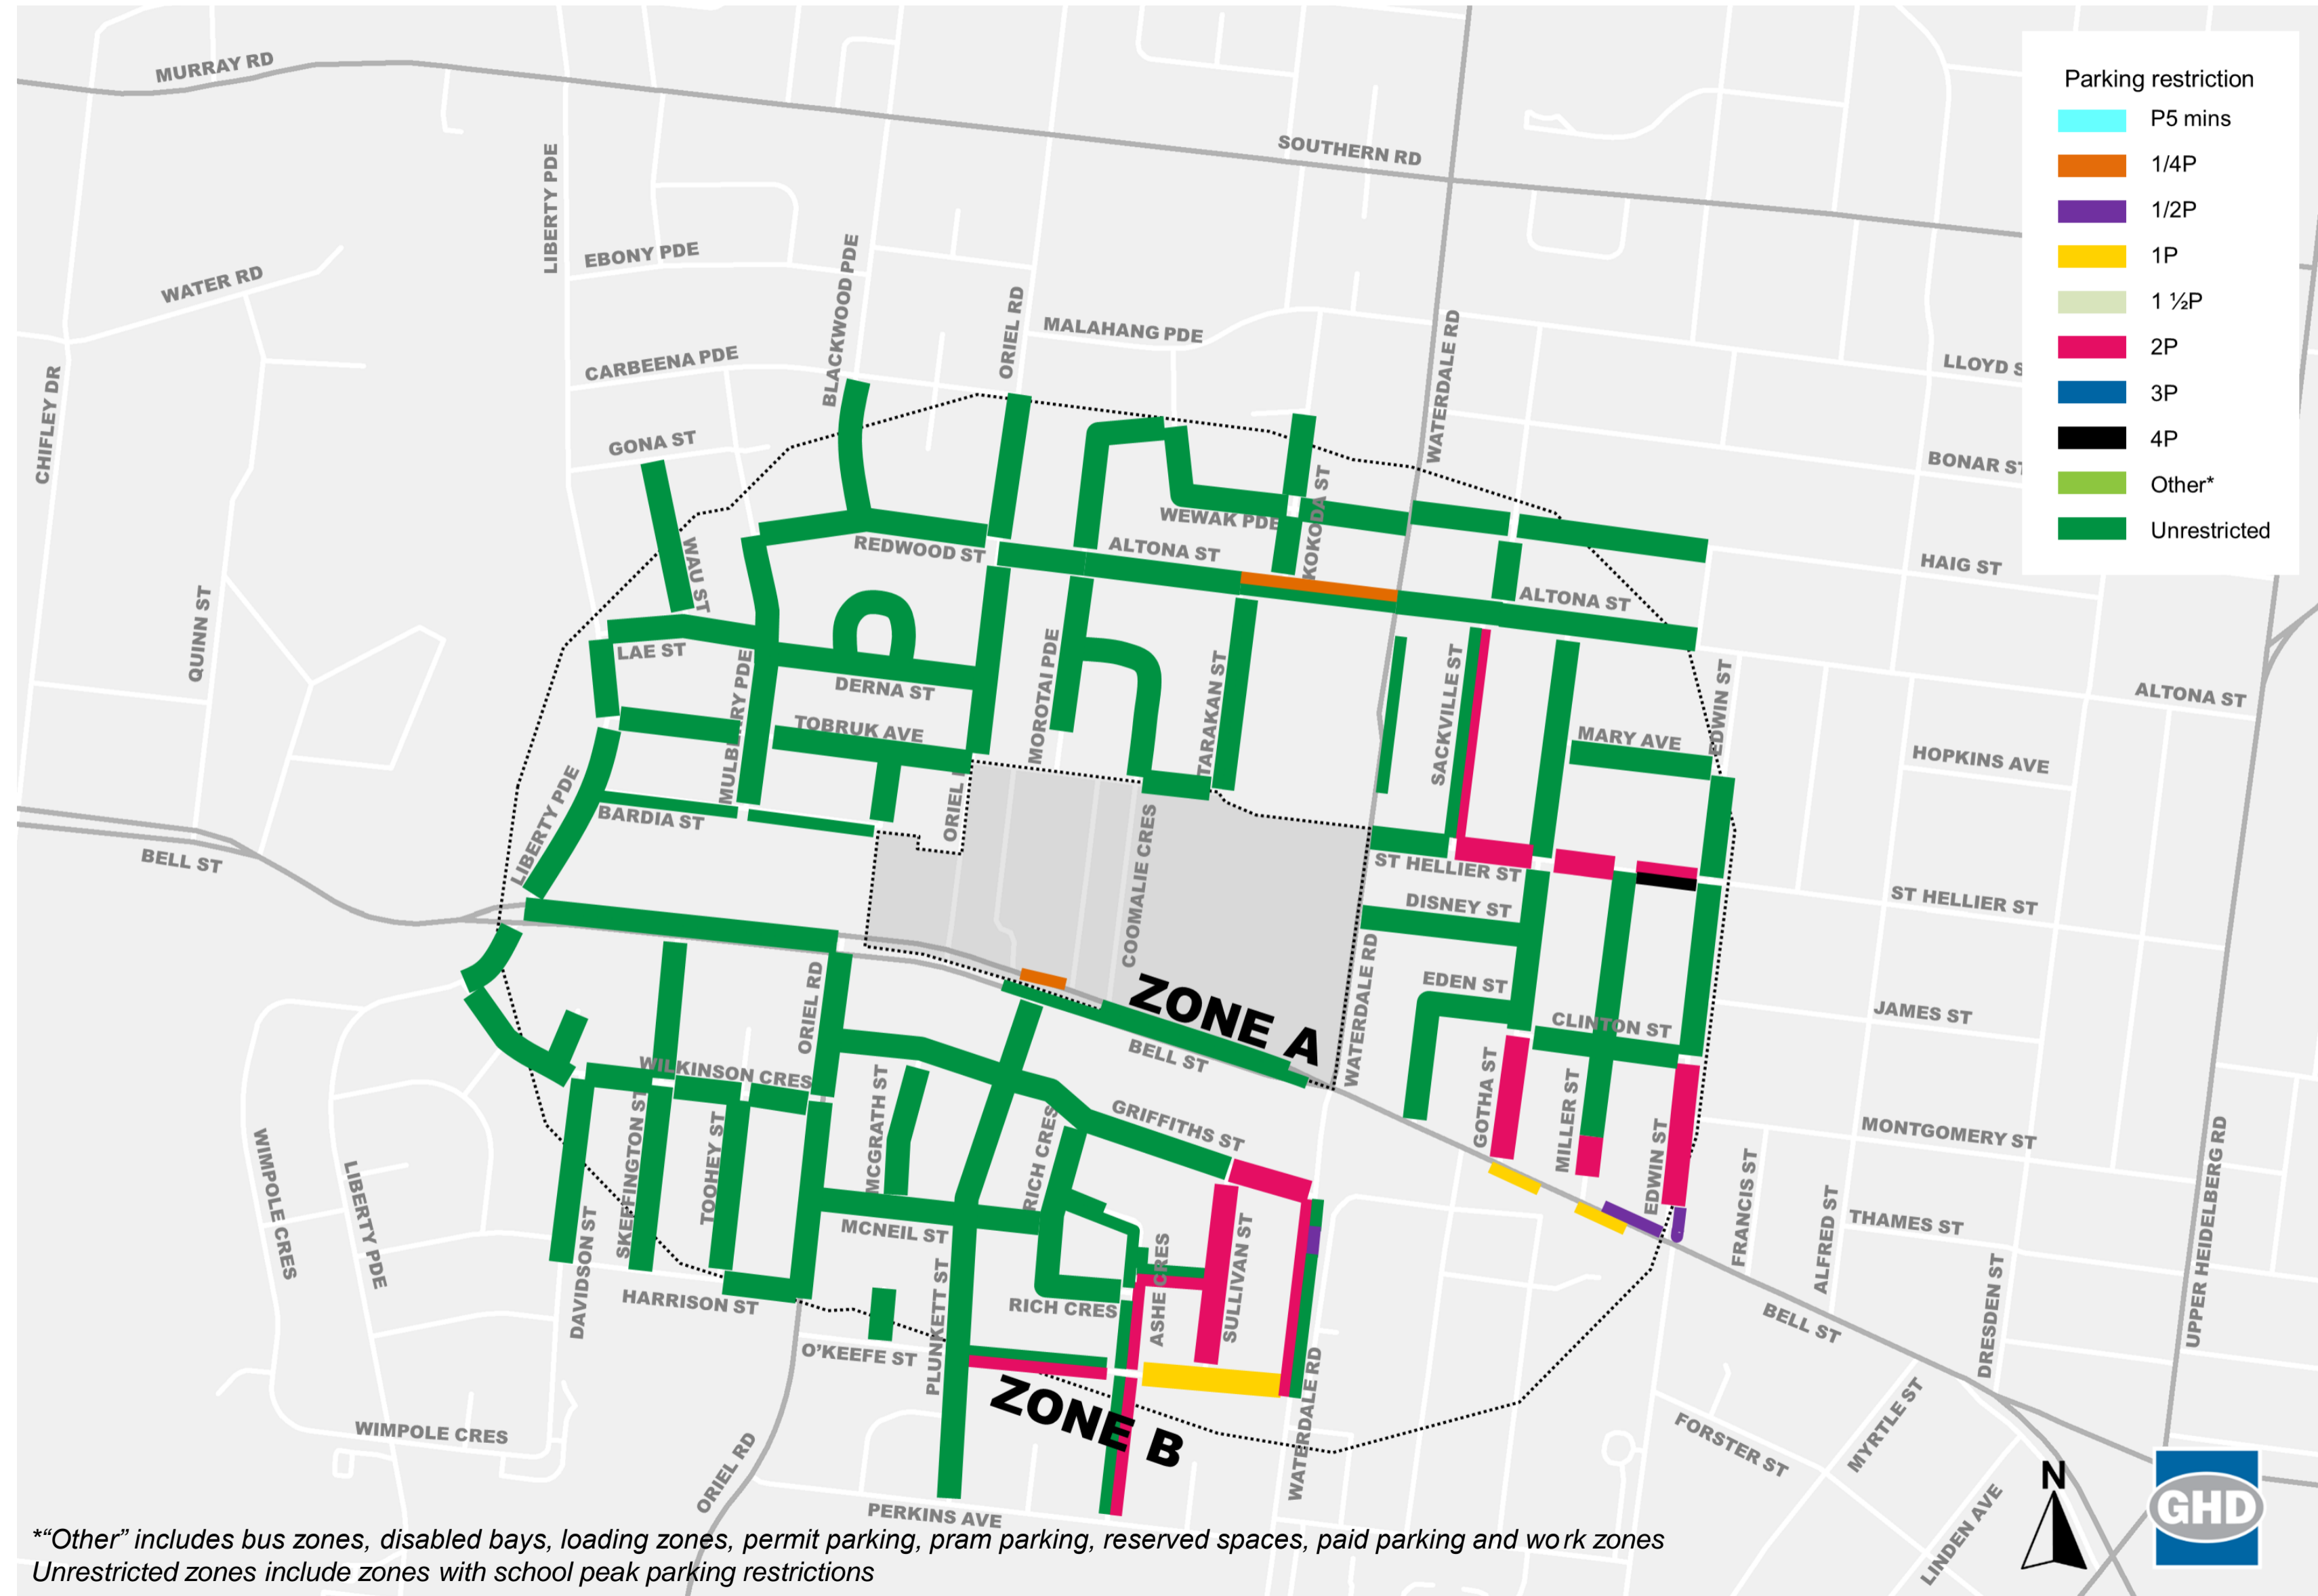 MURRAY RD
SOUTHERN RD
Parking restriction
P5 mins
1/4P
1/2P
1P
1 ½P
2P
3P
4P
Other*
Unrestricted
LIBERTY PDE
EBONY PDE
BLACKWOOD PDE
WATER RD
ORIEL RD
MALAHANG PDE
WATERDALE RD
CARBEENA PDE
LLOYD S
CHIFLEY DR
GONA ST
BONAR ST
KOKODA ST
WEWAK PDE
WAU ST
REDWOOD ST
ALTONA ST
HAIG ST
ALTONA ST
QUINN ST
LAE ST
MULBERRY PDE
DERNA ST
MOROTAI PDE
TARAKAN ST
SACKVILLE ST
EDWIN ST
ALTONA ST
TOBRUK AVE
MARY AVE
HOPKINS AVE
LIBERTY PDE
BARDIA ST
ORIEL
COOMALIE CRES
BELL ST
ST HELLIER ST
ST HELLIER ST
DISNEY ST
WATERDALE RD
EDEN ST
CLINTON ST
JAMES ST
ZONE A
ORIEL RD
BELL ST
WILKINSON CRES
MCGRATH ST
GRIFFITHS ST
GOTHA ST
MILLER ST
EDWIN ST
MONTGOMERY ST
WIMPOLE CRES
LIBERTY PDE
SKEFFINGTON ST
TOOHEY ST
RICH CRES
FRANCIS ST
ALFRED ST
THAMES ST
UPPER HEIDELBERG RD
DAVIDSON ST
MCNEIL ST
PLUNKETT ST
ASHE CRES
SULLIVAN ST
HARRISON ST
RICH CRES
BELL ST
DRESDEN ST
O'KEEFE ST
WATERDALE RD
ZONE B
WIMPOLE CRES
ORIEL RD
FORSTER ST
MYRTLE ST
LINDEN AVE
PERKINS AVE
N
GHD
*“Other” includes bus zones, disabled bays, loading zones, permit parking, pram parking, reserved spaces, paid parking and work zones
Unrestricted zones include zones with school peak parking restrictions